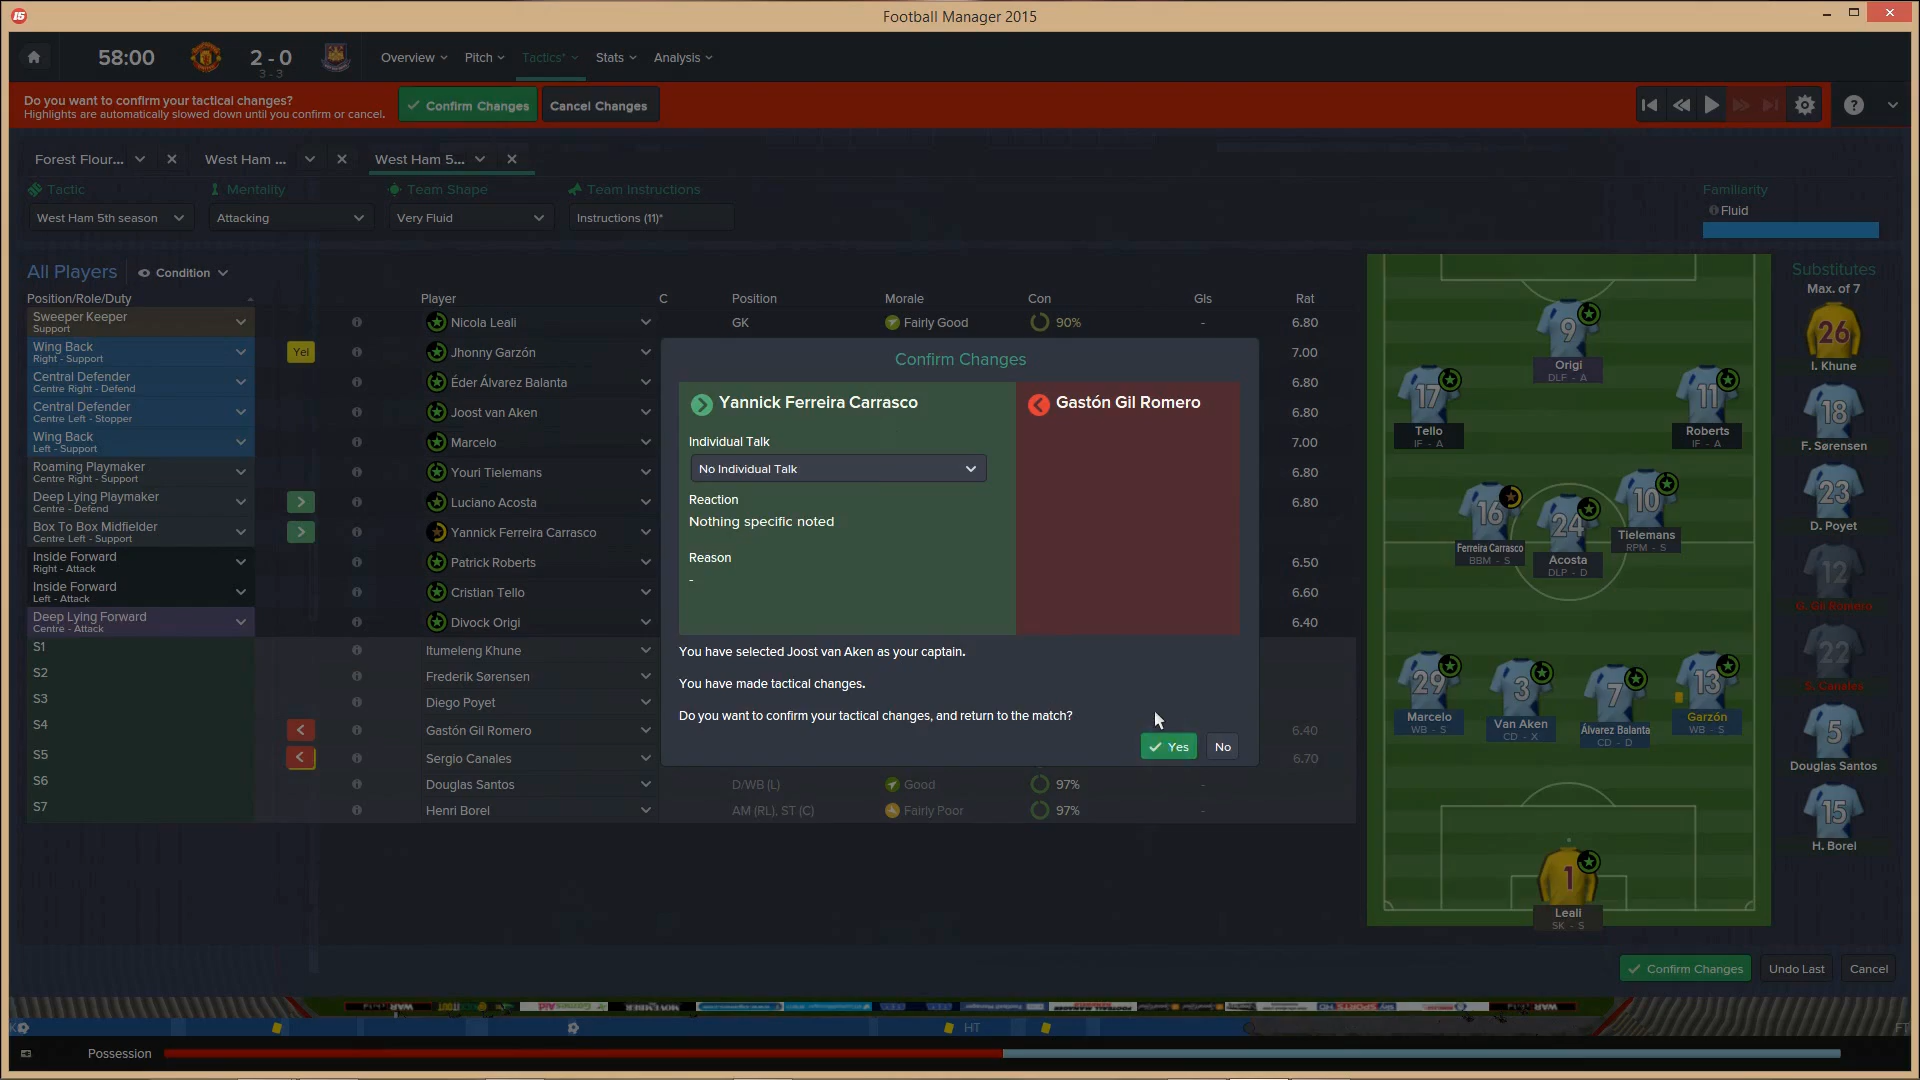 Football Manager 2015
58:00
2 - 0
3 - 3
Overview
Pitch
Tactics*
Stats
Analysis
Do you want to confirm your tactical changes?
Highlights are automatically slowed down until you confirm or cancel.
Confirm Changes
Cancel Changes
Forest Flour...
West Ham ...
West Ham 5...
Tactic
Mentality
Team Shape
Team Instructions
Familiarity
West Ham 5th season
Attacking
Very Fluid
Instructions (11)*
Fluid
All Players
Condition
Position/Role/Duty
Player
C
Position
Morale
Con
Gls
Rat
Sweeper Keeper
Support
Nicola Leali
GK
Fairly Good
90%
-
6.80
Wing Back
Right - Support
Yel
Jhonny Garzón
7.00
Central Defender
Centre Right - Defend
Éder Álvarez Balanta
6.80
Central Defender
Centre Left - Stopper
Joost van Aken
6.80
Wing Back
Left - Support
Marcelo
7.00
Roaming Playmaker
Centre Right - Support
Youri Tielemans
6.80
Deep Lying Playmaker
Centre - Defend
Luciano Acosta
6.80
Box To Box Midfielder
Centre Left - Support
Yannick Ferreira Carrasco
Inside Forward
Right - Attack
Patrick Roberts
6.50
Inside Forward
Left - Attack
Cristian Tello
6.60
Deep Lying Forward
Centre - Attack
Divock Origi
6.40
S1
Itumeleng Khune
S2
Frederik Sørensen
S3
Diego Poyet
S4
Gastón Gil Romero
6.40
S5
Sergio Canales
6.70
S6
Douglas Santos
D/WB (L)
Good
97%
-
S7
Henri Borel
AM (RL), ST (C)
Fairly Poor
97%
-
Confirm Changes
Yannick Ferreira Carrasco
Gastón Gil Romero
Individual Talk
No Individual Talk
Reaction
Nothing specific noted
Reason
-
You have selected Joost van Aken as your captain.
You have made tactical changes.
Do you want to confirm your tactical changes, and return to the match?
Yes
No
9
Origi
DLF - A
17
Tello
IF - A
11
Roberts
IF - A
16
Ferreira Carrasco
BBM - S
24
Acosta
DLP - D
10
Tielemans
RPM - S
29
Marcelo
WB - S
3
Van Aken
CD - X
7
Álvarez Balanta
CD - D
13
Garzón
WB - S
1
Leali
SK - S
Substitutes
Max. of 7
26
I. Khune
18
F. Sørensen
23
D. Poyet
12
G. Gil Romero
22
S. Canales
5
Douglas Santos
15
H. Borel
Confirm Changes
Undo Last
Cancel
HT
Possession